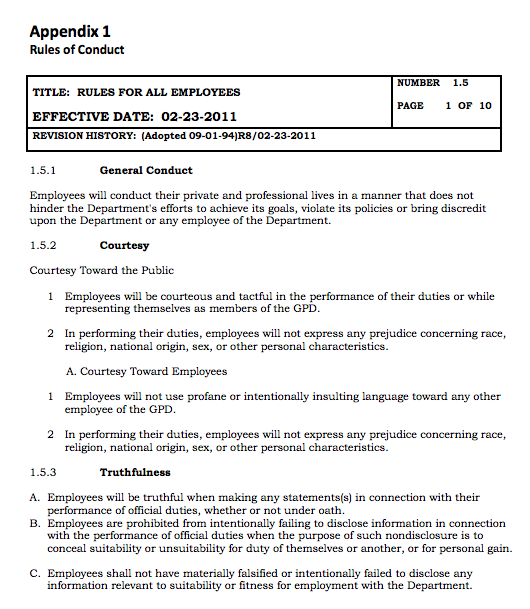 Appendix 1
Rules of Conduct
TITLE: RULES FOR ALL EMPLOYEES
EFFECTIVE DATE: 02-23-2011
NUMBER 1.5
PAGE 1 OF 10
REVISION HISTORY: (Adopted 09-01-94)R8/02-23-2011
1.5.1 General Conduct
Employees will conduct their private and professional lives in a manner that does not
hinder the Department's efforts to achieve its goals, violate its policies or bring discredit
upon the Department or any employee of the Department.
1.5.2 Courtesy
Courtesy Toward the Public
1 Employees will be courteous and tactful in the performance of their duties or while
representing themselves as members of the GPD.
2 In performing their duties, employees will not express any prejudice concerning race,
religion, national origin, sex, or other personal characteristics.
A. Courtesy Toward Employees
1 Employees will not use profane or intentionally insulting language toward any other
employee of the GPD.
2 In performing their duties, employees will not express any prejudice concerning race,
religion, national origin, sex, or other personal characteristics.
1.5.3 Truthfulness
A. Employees will be truthful when making any statements(s) in connection with their
performance of official duties, whether or not under oath.
B. Employees are prohibited from intentionally failing to disclose information in connection
with the performance of official duties when the purpose of such nondisclosure is to
conceal suitability or unsuitability for duty of themselves or another, or for personal gain.
C. Employees shall not have materially falsified or intentionally failed to disclose any
information relevant to suitability or fitness for employment with the Department.